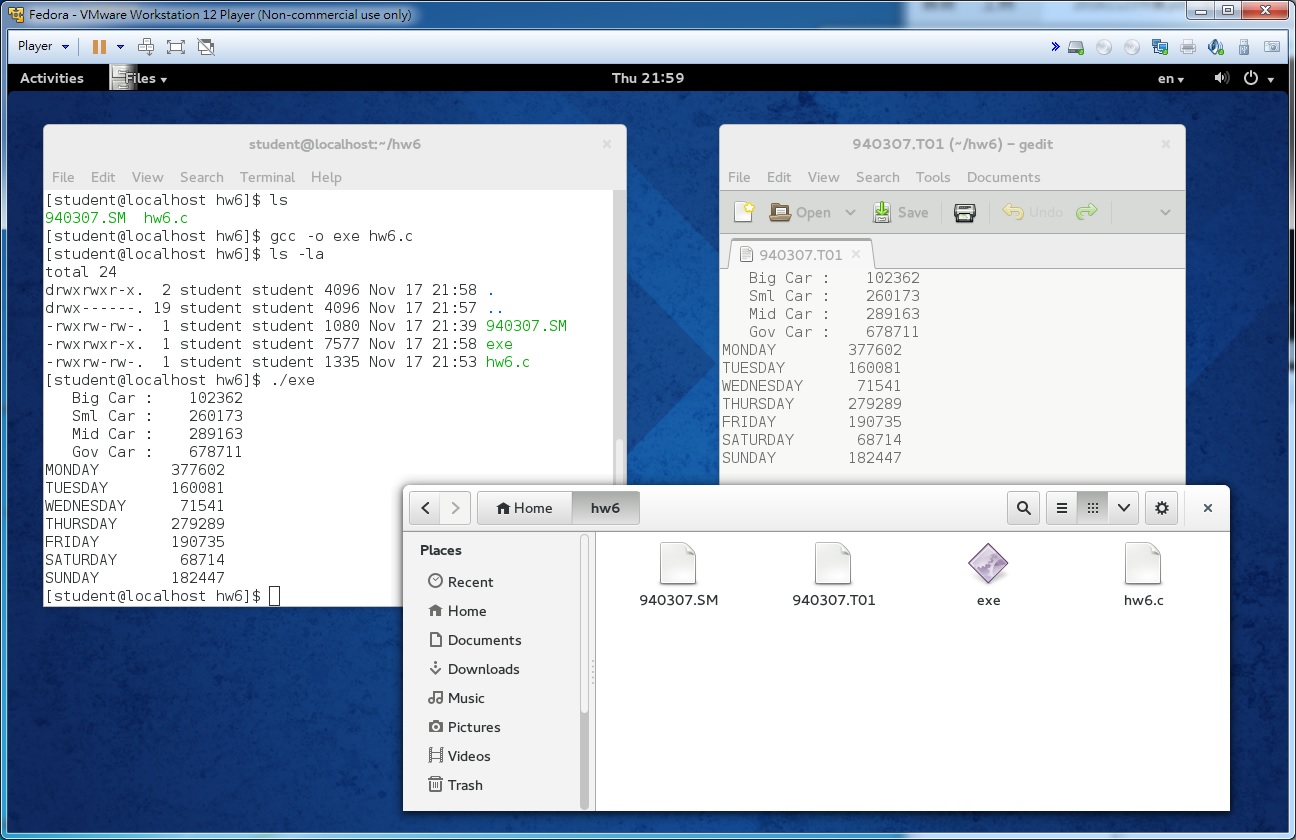 Fedora - VMware Workstation 12 Player (Non-commercial use only)
Player
Activities Files Thu 21:59 en
student@localhost:~/hw6
File Edit View Search Terminal Help
[student@localhost hw6]$ ls
940307.SM  hw6.c
[student@localhost hw6]$ gcc -o exe hw6.c
[student@localhost hw6]$ ls -la
total 24
drwxrwxr-x.  2 student student 4096 Nov 17 21:58 .
drwx------. 19 student student 4096 Nov 17 21:57 ..
-rwxrw-rw-.  1 student student 1080 Nov 17 21:39 940307.SM
-rwxrwxr-x.  1 student student 7577 Nov 17 21:58 exe
-rwxrw-rw-.  1 student student 1335 Nov 17 21:53 hw6.c
[student@localhost hw6]$ ./exe
   Big Car :    102362
   Sml Car :    260173
   Mid Car :    289163
   Gov Car :    678711
MONDAY        377602
TUESDAY       160081
WEDNESDAY      71541
THURSDAY      279289
FRIDAY        190735
SATURDAY       68714
SUNDAY        182447
[student@localhost hw6]$
940307.T01 (~/hw6) - gedit
File Edit View Search Tools Documents
Open Save Undo
940307.T01
   Big Car :    102362
   Sml Car :    260173
   Mid Car :    289163
   Gov Car :    678711
MONDAY        377602
TUESDAY       160081
WEDNESDAY      71541
THURSDAY      279289
FRIDAY        190735
SATURDAY       68714
SUNDAY        182447
Home hw6
Places
Recent
Home
Documents
Downloads
Music
Pictures
Videos
Trash
940307.SM 940307.T01 exe hw6.c